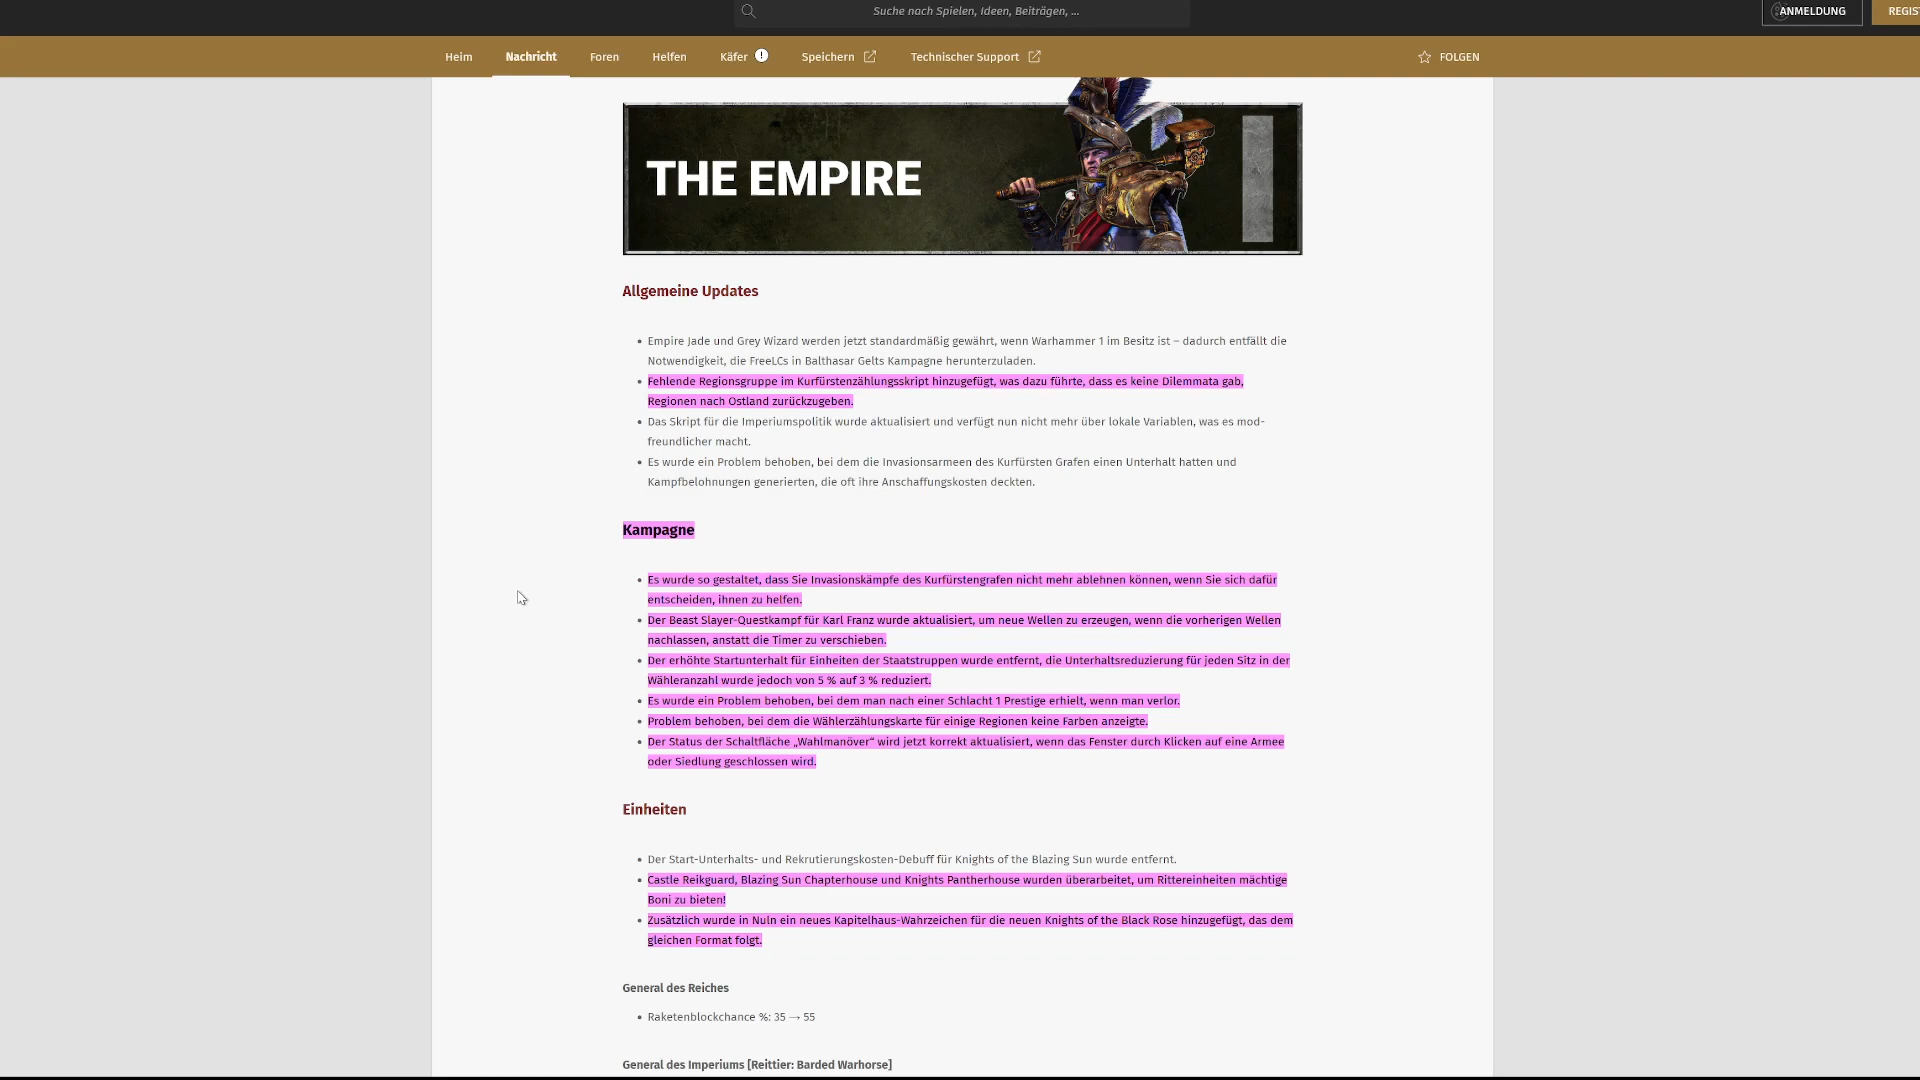 Suche nach Spielen, Ideen, Beiträgen, ...
ANMELDUNG
REGIS
Heim
Nachricht
Foren
Helfen
Käfer
Speichern
Technischer Support
FOLGEN
THE EMPIRE
Allgemeine Updates
Empire Jade und Grey Wizard werden jetzt standardmäßig gewährt, wenn Warhammer 1 im Besitz ist – dadurch entfällt die
Notwendigkeit, die FreeLCs in Balthasar Gelts Kampagne herunterzuladen.
Fehlende Regionsgruppe im Kurfürstenzählungsskript hinzugefügt, was dazu führte, dass es keine Dilemmata gab,
Regionen nach Ostland zurückzugeben.
Das Skript für die Imperiumspolitik wurde aktualisiert und verfügt nun nicht mehr über lokale Variablen, was es mod-
freundlicher macht.
Es wurde ein Problem behoben, bei dem die Invasionsarmeen des Kurfürsten Grafen einen Unterhalt hatten und
Kampfbelohnungen generierten, die oft ihre Anschaffungskosten deckten.
Kampagne
Es wurde so gestaltet, dass Sie Invasionskämpfe des Kurfürstengrafen nicht mehr ablehnen können, wenn Sie sich dafür
entscheiden, ihnen zu helfen.
Der Beast Slayer-Questkampf für Karl Franz wurde aktualisiert, um neue Wellen zu erzeugen, wenn die vorherigen Wellen
nachlassen, anstatt die Timer zu verschieben.
Der erhöhte Startunterhalt für Einheiten der Staatstruppen wurde entfernt, die Unterhaltsreduzierung für jeden Sitz in der
Wähleranzahl wurde jedoch von 5 % auf 3 % reduziert.
Es wurde ein Problem behoben, bei dem man nach einer Schlacht 1 Prestige erhielt, wenn man verlor.
Problem behoben, bei dem die Wählerzählungskarte für einige Regionen keine Farben anzeigte.
Der Status der Schaltfläche „Wahlmanöver“ wird jetzt korrekt aktualisiert, wenn das Fenster durch Klicken auf eine Armee
oder Siedlung geschlossen wird.
Einheiten
Der Start-Unterhalts- und Rekrutierungskosten-Debuff für Knights of the Blazing Sun wurde entfernt.
Castle Reikguard, Blazing Sun Chapterhouse und Knights Pantherhouse wurden überarbeitet, um Rittereinheiten mächtige
Boni zu bieten!
Zusätzlich wurde in Nuln ein neues Kapitelhaus-Wahrzeichen für die neuen Knights of the Black Rose hinzugefügt, das dem
gleichen Format folgt.
General des Reiches
Raketenblockchance %: 35 → 55
General des Imperiums [Reittier: Barded Warhorse]